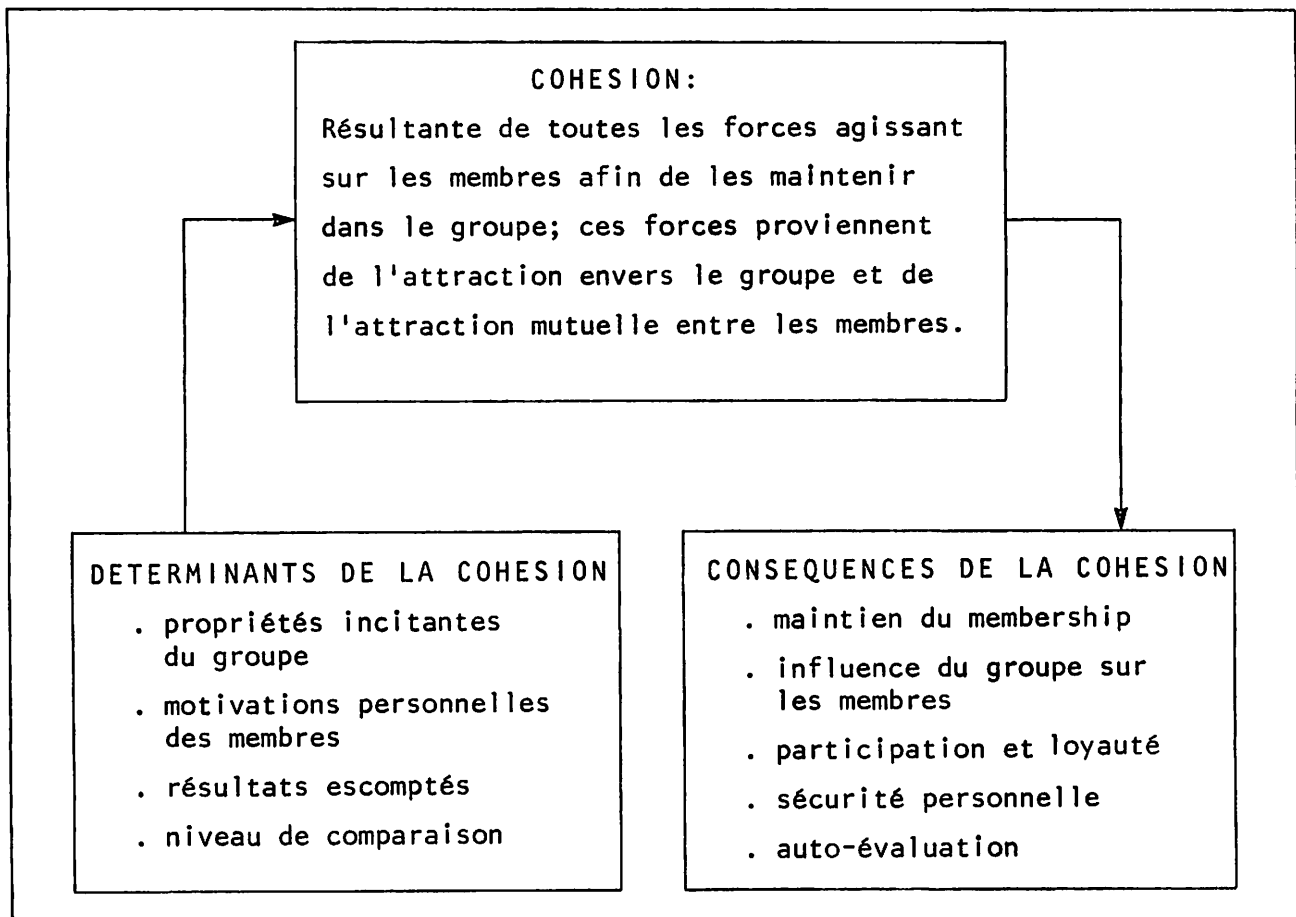 COHESION:
Résultante de toutes les forces agissant
sur les membres afin de les maintenir
dans le groupe; ces forces proviennent
de l'attraction envers le groupe et de
l'attraction mutuelle entre les membres.
DETERMINANTS DE LA COHESION
. propriétés incitantes
du groupe
. motivations personnelles
des membres
. résultats escomptés
. niveau de comparaison
CONSEQUENCES DE LA COHESION
. maintien du membership
. influence du groupe sur
les membres
. participation et loyauté
. sécurité personnelle
. auto-évaluation